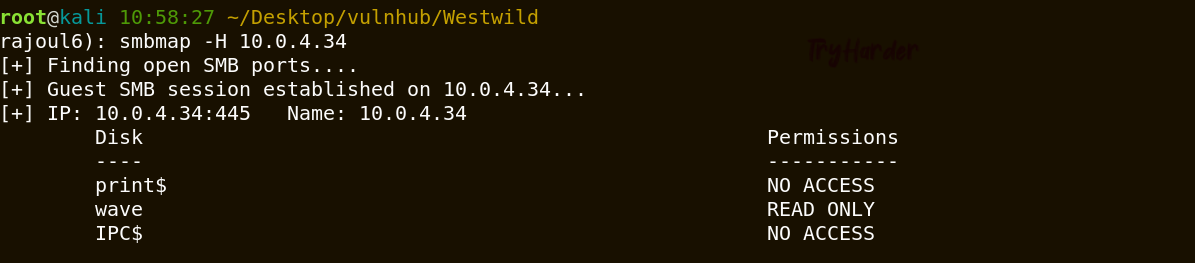 root@kali 10:58:27 ~/Desktop/vulnhub/Westwild
rajoul6): smbmap -H 10.0.4.34
TryHarder
[+] Finding open SMB ports....
[+] Guest SMB session established on 10.0.4.34...
[+] IP: 10.0.4.34:445   Name: 10.0.4.34
        Disk                                                    Permissions
        ----                                                    -----------
        print$                                                  NO ACCESS
        wave                                                    READ ONLY
        IPC$                                                    NO ACCESS